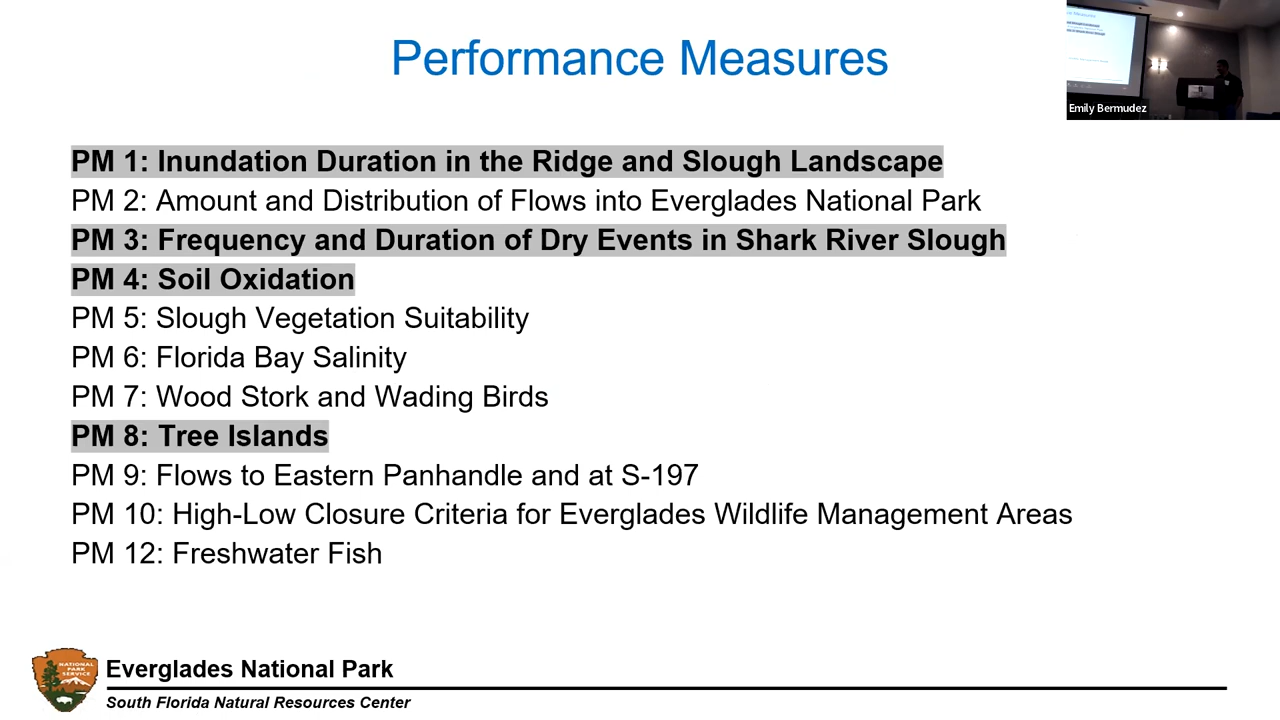 Performance Measures
Emily Bermudez
PM 1: Inundation Duration in the Ridge and Slough Landscape
PM 2: Amount and Distribution of Flows into Everglades National Park
PM 3: Frequency and Duration of Dry Events in Shark River Slough
PM 4: Soil Oxidation
PM 5: Slough Vegetation Suitability
PM 6: Florida Bay Salinity
PM 7: Wood Stork and Wading Birds
PM 8: Tree Islands
PM 9: Flows to Eastern Panhandle and at S-197
PM 10: High-Low Closure Criteria for Everglades Wildlife Management Areas
PM 12: Freshwater Fish
NATIONAL
PARK
SERVICE
Everglades National Park
South Florida Natural Resources Center